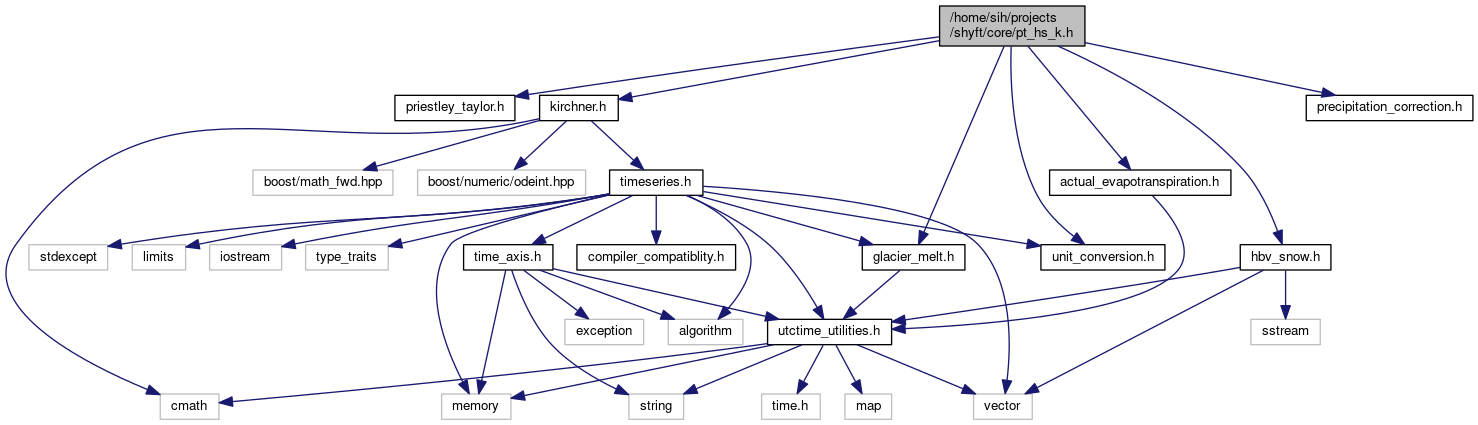 /home/sih/projects
/shyft/core/pt_hs_k.h
priestley_taylor.h
kirchner.h
precipitation_correction.h
boost/math_fwd.hpp
boost/numeric/odeint.hpp
timeseries.h
actual_evapotranspiration.h
stdexcept
limits
iostream
type_traits
time_axis.h
compiler_compatiblity.h
glacier_melt.h
unit_conversion.h
hbv_snow.h
exception
algorithm
utctime_utilities.h
sstream
cmath
memory
string
time.h
map
vector